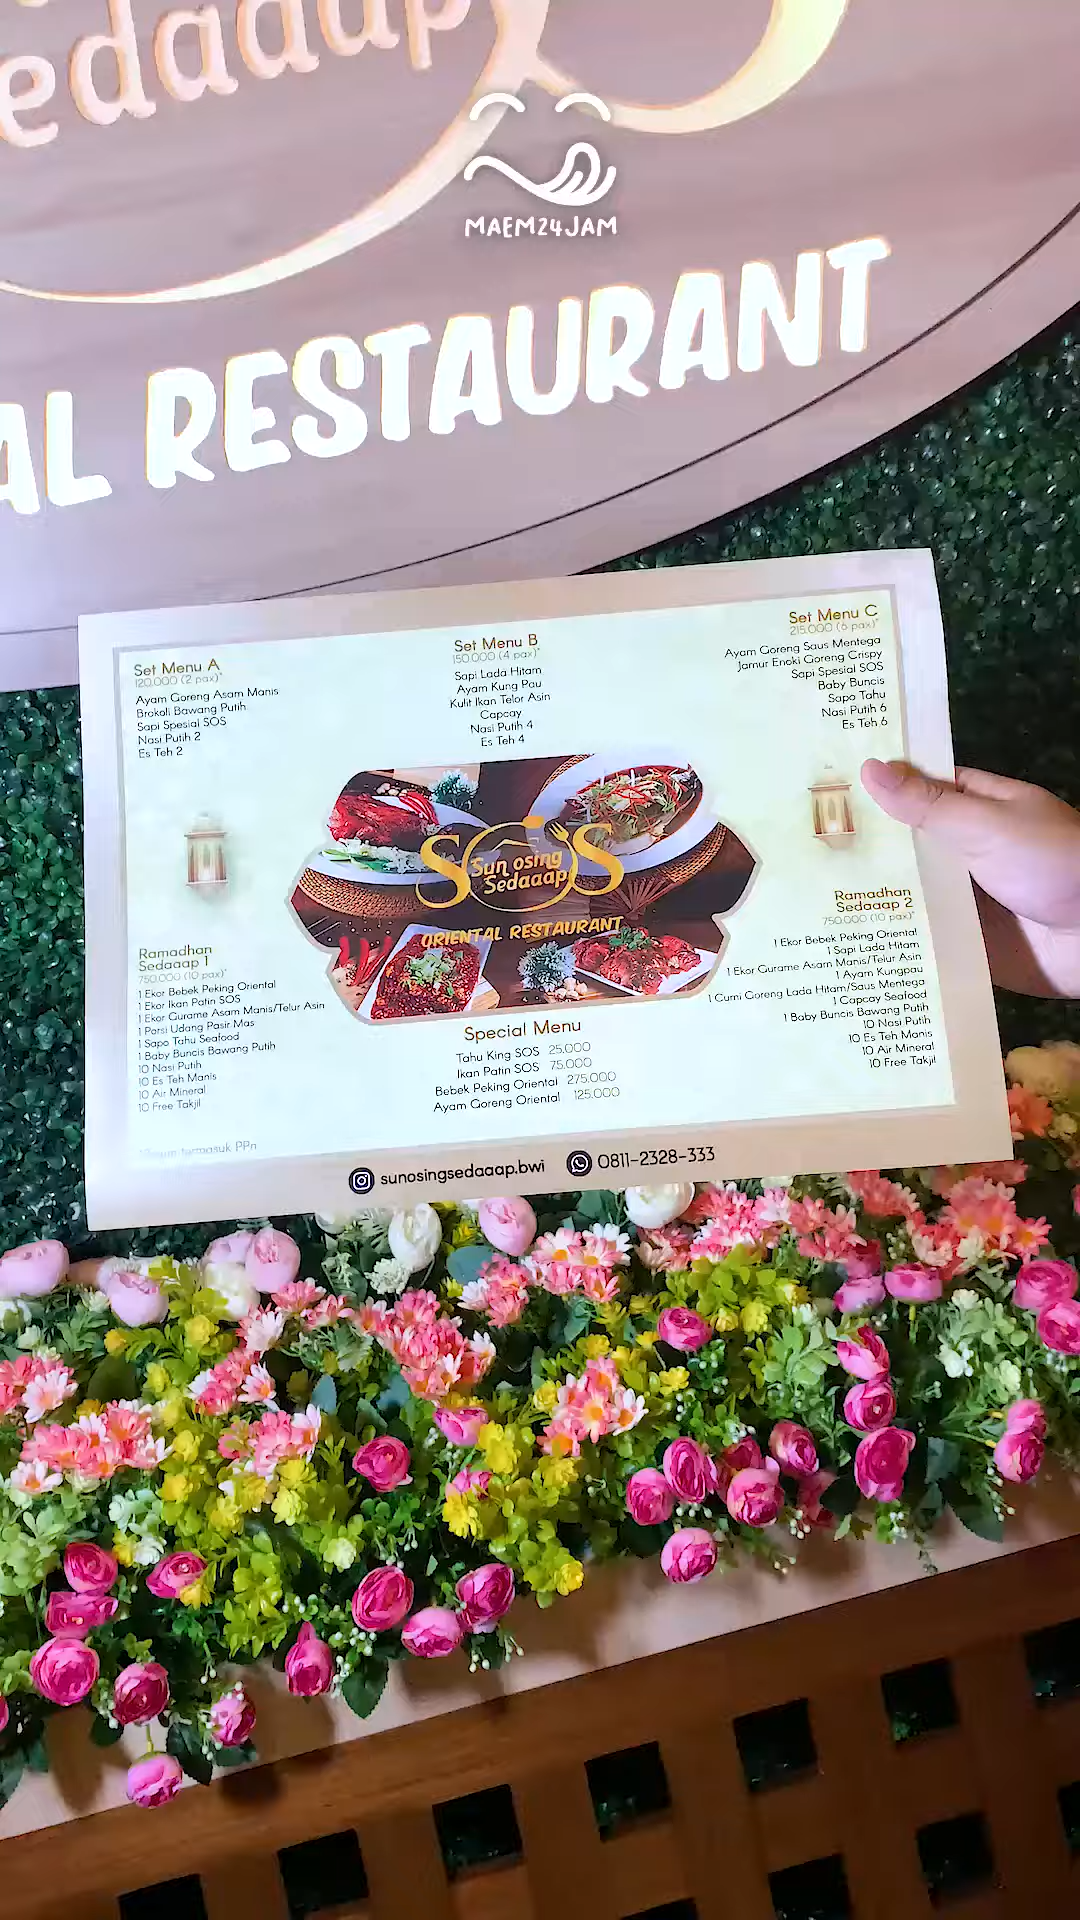 Sedaaap
MAEM24JAM
AL RESTAURANT
Set Menu A
120.000 (2 pax)*
Ayam Goreng Asam Manis
Brokoli Bawang Putih
Sapi Spesial SOS
Nasi Putih 2
Es Teh 2
Set Menu B
150.000 (4 pax)*
Sapi Lada Hitam
Ayam Kung Pau
Kulit Ikan Telor Asin
Capcay
Nasi Putih 4
Es Teh 4
Set Menu C
215.000 (6 pax)*
Ayam Goreng Saus Mentega
Jamur Enoki Goreng Crispy
Sapi Spesial SOS
Baby Buncis
Sapo Tahu
Nasi Putih 6
Es Teh 6
SOS
Sun osing
Sedaaap
ORIENTAL RESTAURANT
Ramadhan
Sedaaap 1
750.000 (10 pax)*
1 Ekor Bebek Peking Oriental
1 Ekor Ikan Patin SOS
1 Ekor Gurame Asam Manis/Telur Asin
1 Porsi Udang Pasir Mas
1 Sapo Tahu Seafood
1 Baby Buncis Bawang Putih
10 Nasi Putih
10 Es Teh Manis
10 Air Mineral
10 Free Takjil
Special Menu
Tahu King SOS 25.000
Ikan Patin SOS 75.000
Bebek Peking Oriental 275.000
Ayam Goreng Oriental 125.000
Ramadhan
Sedaaap 2
750.000 (10 pax)*
1 Ekor Bebek Peking Oriental
1 Sapi Lada Hitam
1 Ekor Gurame Asam Manis/Telur Asin
1 Ayam Kungpau
1 Cumi Goreng Lada Hitam/Saus Mentega
1 Capcay Seafood
1 Baby Buncis Bawang Putih
10 Nasi Putih
10 Es Teh Manis
10 Air Mineral
10 Free Takjil
termasuk PPn
sunosingsedaaap.bwi 0811-2328-333